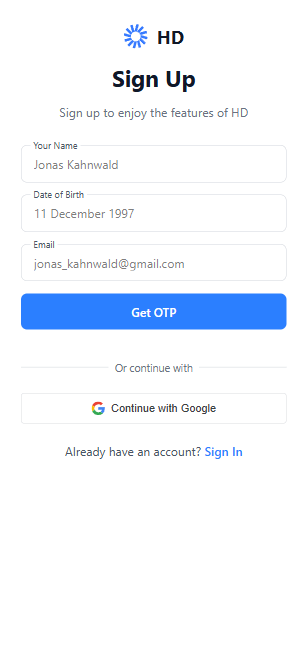 HD
Sign Up
Sign up to enjoy the features of HD
Your Name
Jonas Kahnwald
Date of Birth
11 December 1997
Email
jonas_kahnwald@gmail.com
Get OTP
Or continue with
Continue with Google
Already have an account? Sign In